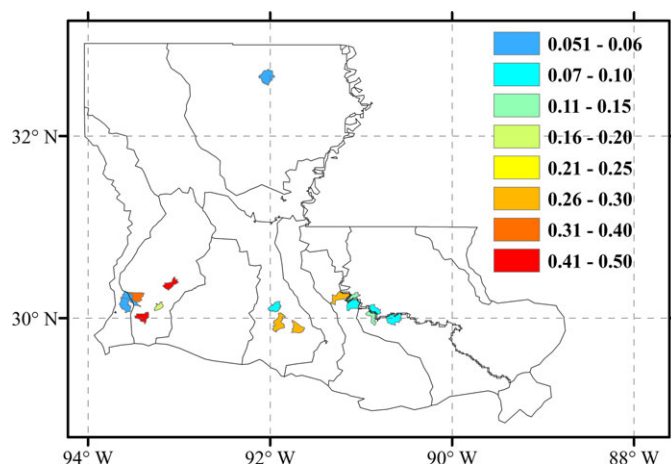 0.051 - 0.06
0.07 - 0.10
0.11 - 0.15
0.16 - 0.20
0.21 - 0.25
0.26 - 0.30
0.31 - 0.40
0.41 - 0.50
32° N
30° N
94° W
92° W
90° W
88° W